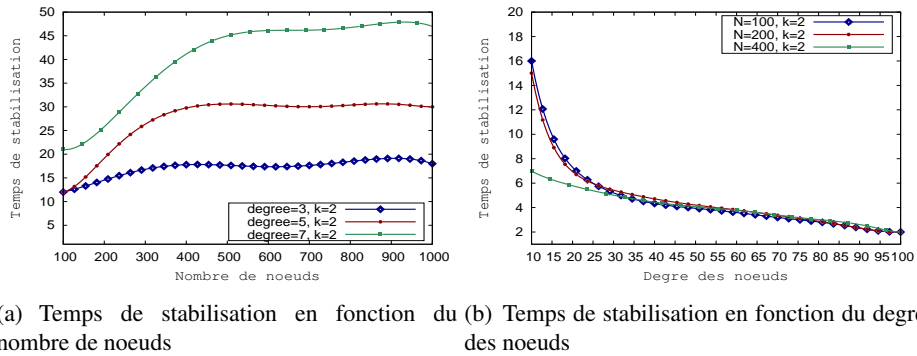 50
45
40
35
30
25
20
15
10
5
100 200 300 400 500 600 700 800 900 1000
Temps de stabilisation
Nombre de noeuds
degree=3, k=2
degree=5, k=2
degree=7, k=2
20
18
16
14
12
10
8
6
4
2
10 15 20 25 30 35 40 45 50 55 60 65 70 75 80 85 90 95 100
Temps de stabilisation
Degre des noeuds
N=100, k=2
N=200, k=2
N=400, k=2
(a) Temps de stabilisation en fonction du
nombre de noeuds
(b) Temps de stabilisation en fonction du degre
des noeuds